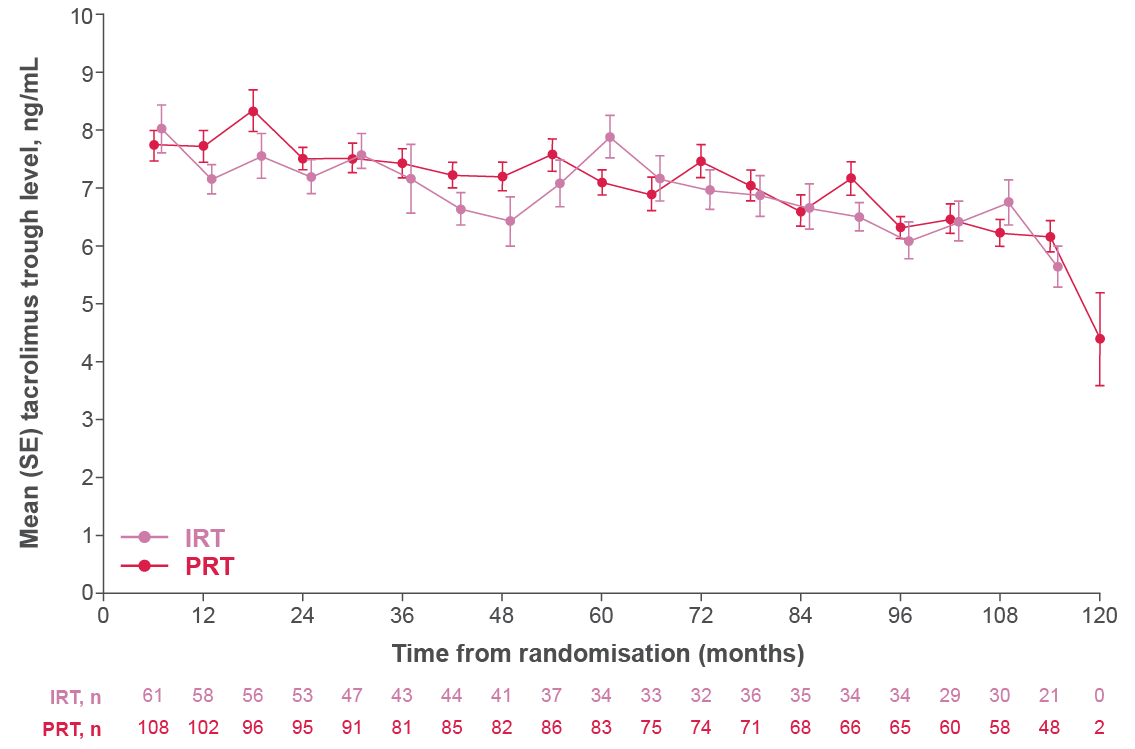 Mean (SE) tacrolimus trough level, ng/mL
10
9
8
7
6
5
4
3
2
1
0
IRT
PRT
0 12 24 36 48 60 72 84 96 108 120
Time from randomisation (months)
IRT, n 61 58 56 53 47 43 44 41 37 34 33 32 36 35 34 34 29 30 21 0
PRT, n 108 102 96 95 91 81 85 82 86 83 75 74 71 68 66 65 60 58 48 2